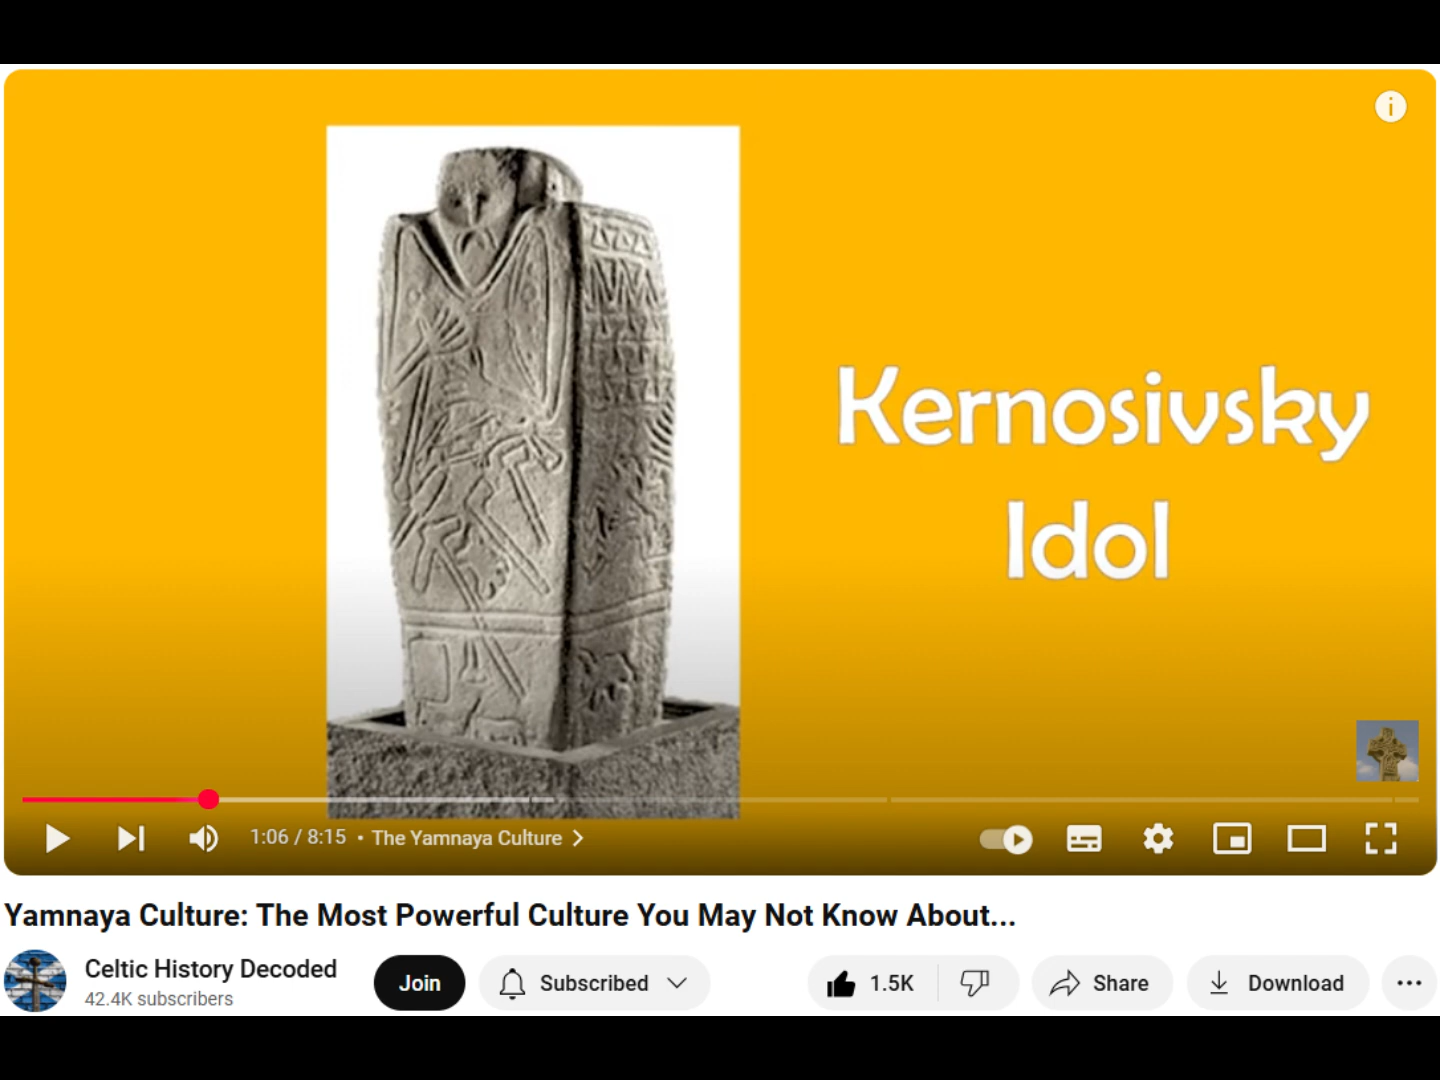 Kernosivsky
Idol
1:06 / 8:15 • The Yamnaya Culture
Yamnaya Culture: The Most Powerful Culture You May Not Know About...
Celtic History Decoded
42.4K subscribers
Join
Subscribed
1.5K
Share
Download